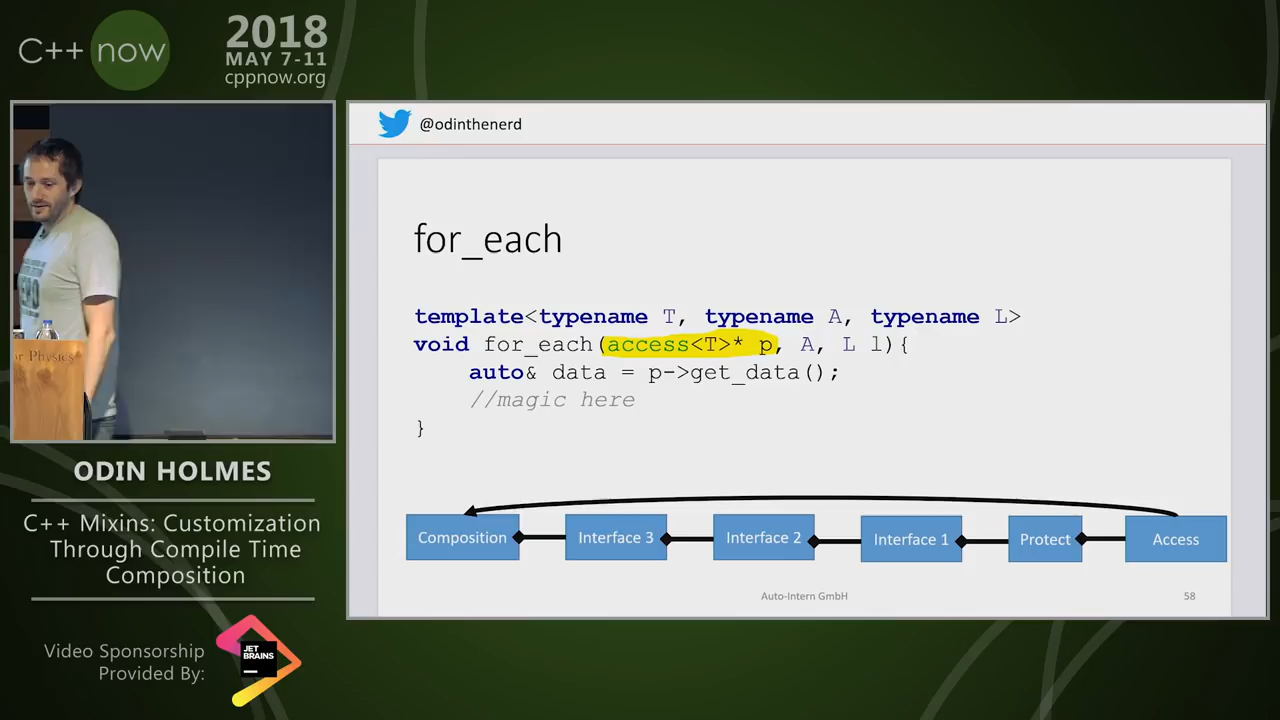 C++ now
2018
MAY 7-11
cppnow.org
@odinthenerd
for_each
template<typename T, typename A, typename L>
void for_each(access<T>* p, A, L l){
auto& data = p->get_data();
//magic here
}
Composition
Interface 3
Interface 2
Interface 1
Protect
Access
Auto-Intern GmbH
58
or Physics
ODIN HOLMES
C++ Mixins: Customization
Through Compile Time
Composition
Video Sponsorship
Provided By:
JET
BRAINS